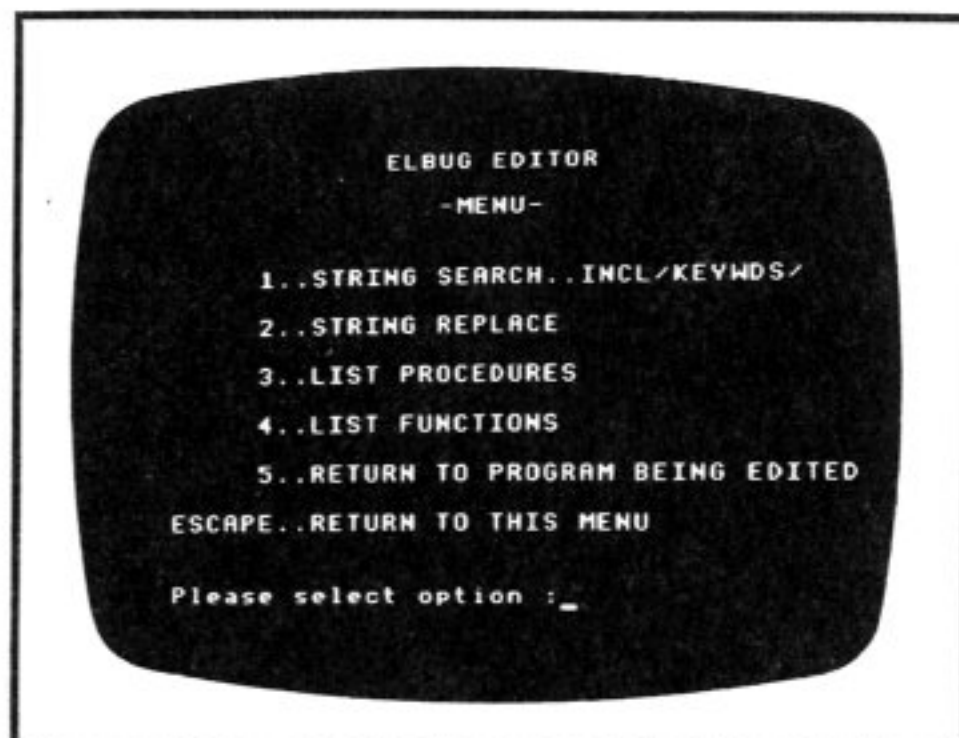 ELBUG EDITOR
-MENU-
1..STRING SEARCH..INCL/KEYWDS/
2..STRING REPLACE
3..LIST PROCEDURES
4..LIST FUNCTIONS
5..RETURN TO PROGRAM BEING EDITED
ESCAPE..RETURN TO THIS MENU
Please select option :_